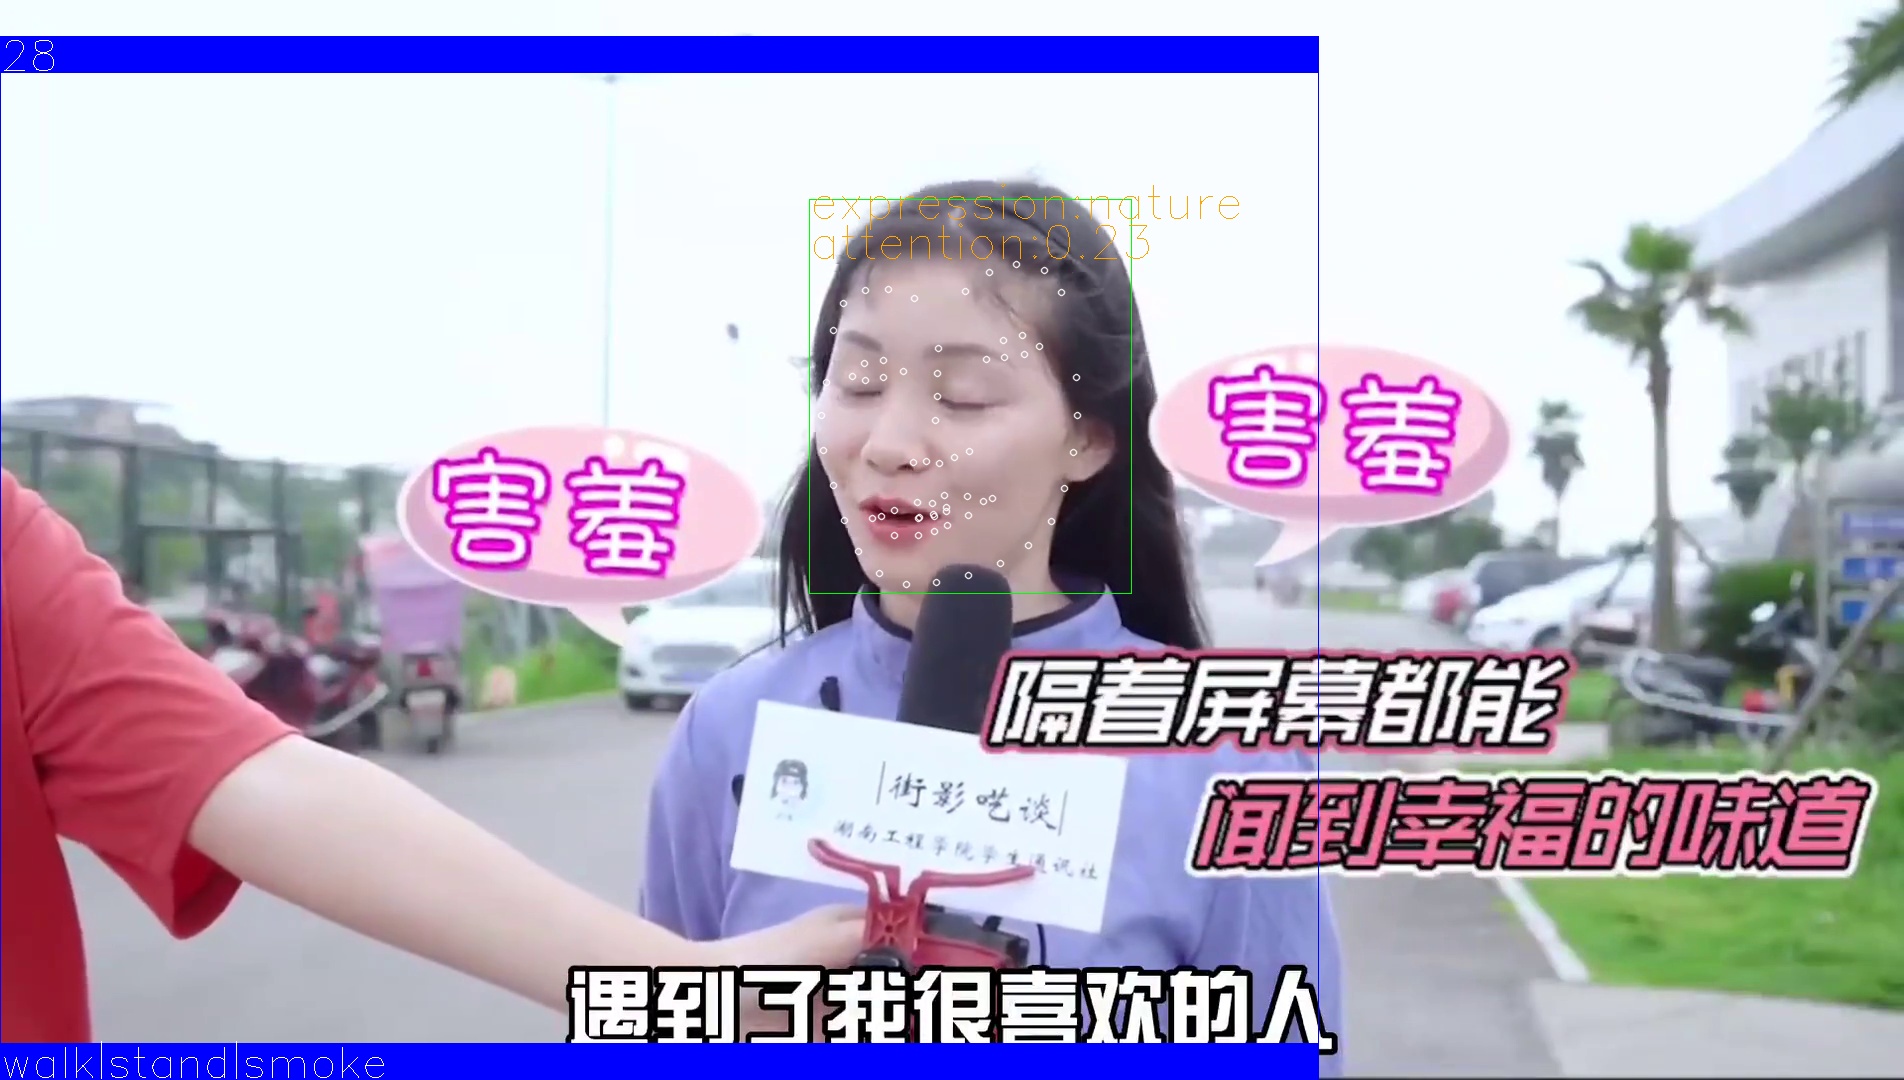 28
expression:nature
attention:0.23
害羞
害羞
隔着屏幕都能
闻到幸福的味道
街影呓谈
湖南工程学院学生通讯社
遇到了我很喜欢的人
walk|stand|smoke